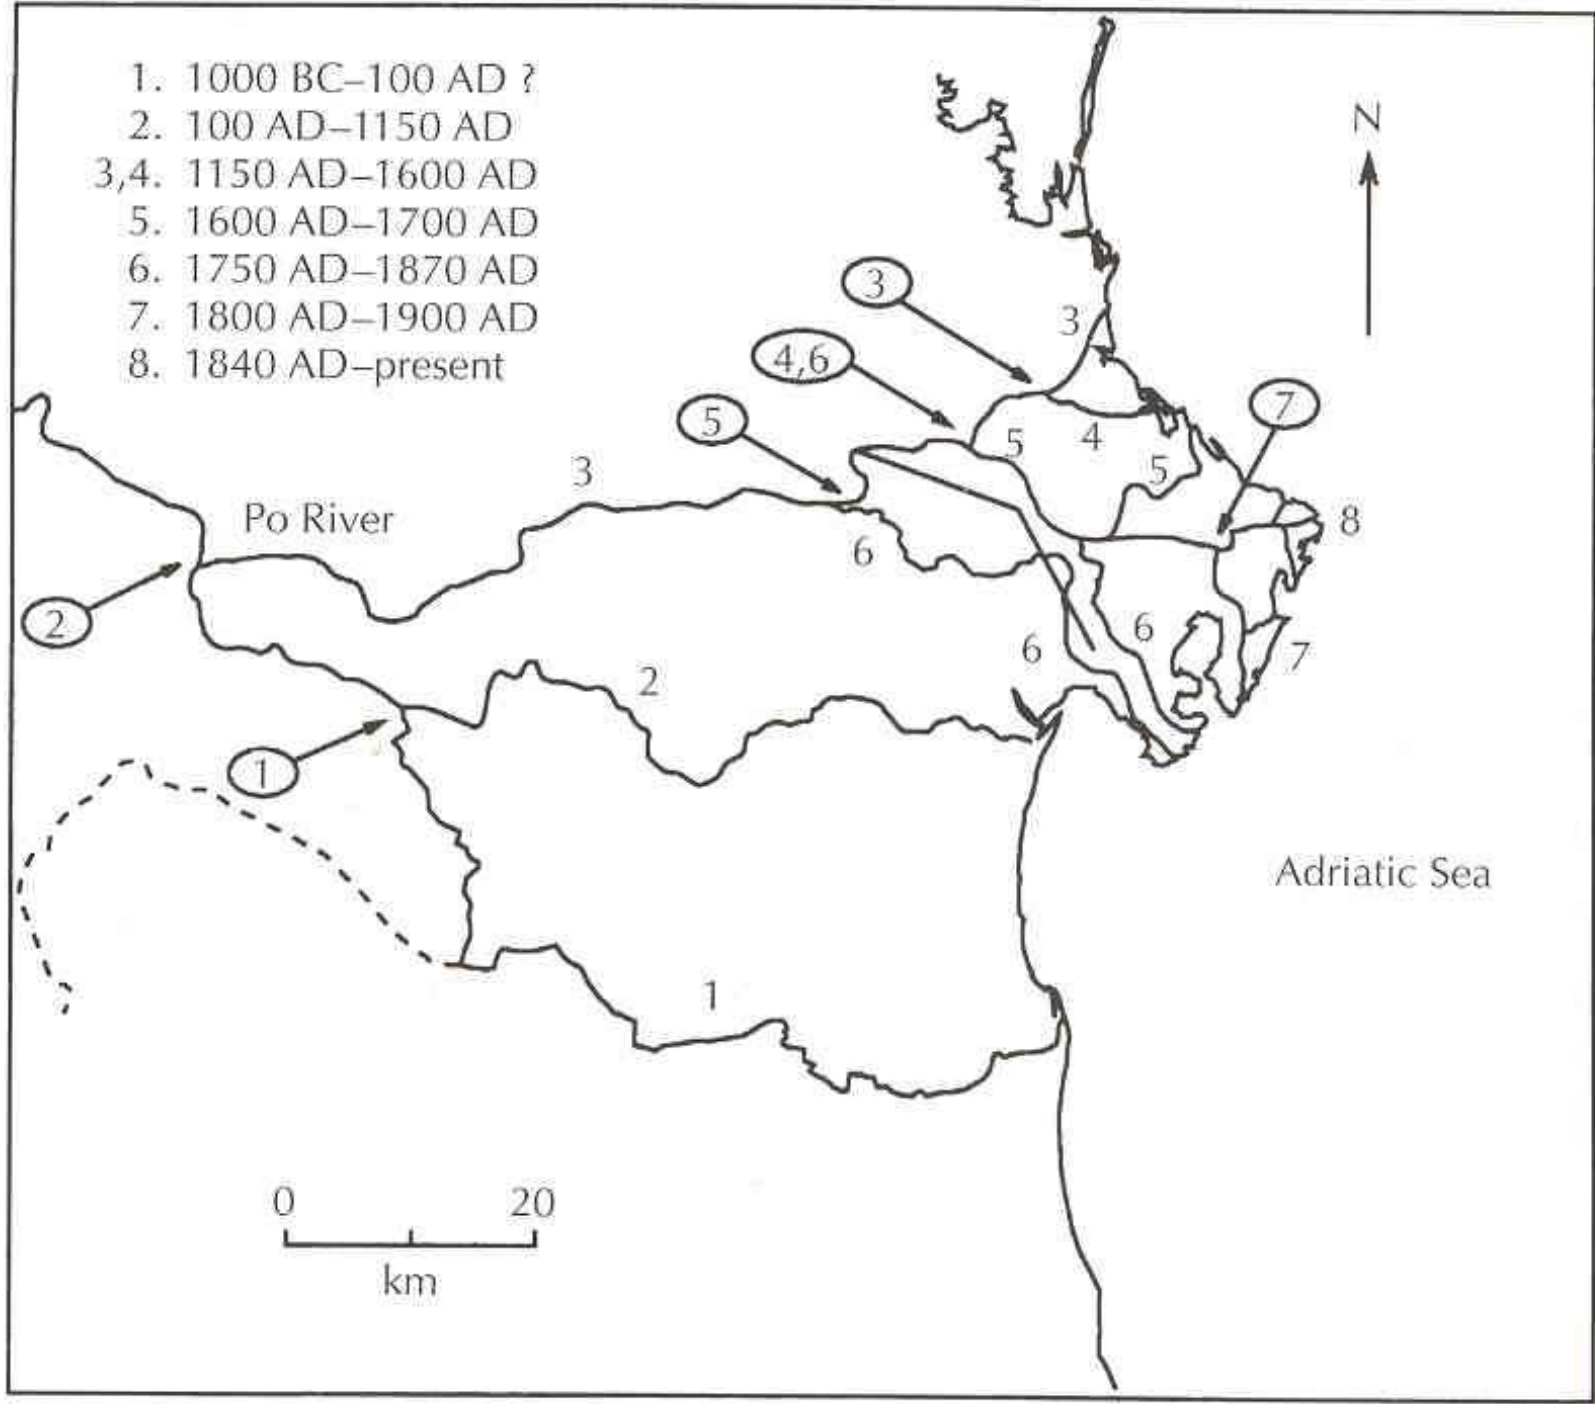 1. 1000 BC–100 AD ?
2. 100 AD–1150 AD
3,4. 1150 AD–1600 AD
5. 1600 AD–1700 AD
6. 1750 AD–1870 AD
7. 1800 AD–1900 AD
8. 1840 AD–present
N
3
3
4,6
7
5
5
4
3
5
8
Po River
6
2
6
6
7
2
1
Adriatic Sea
1
0 20
km